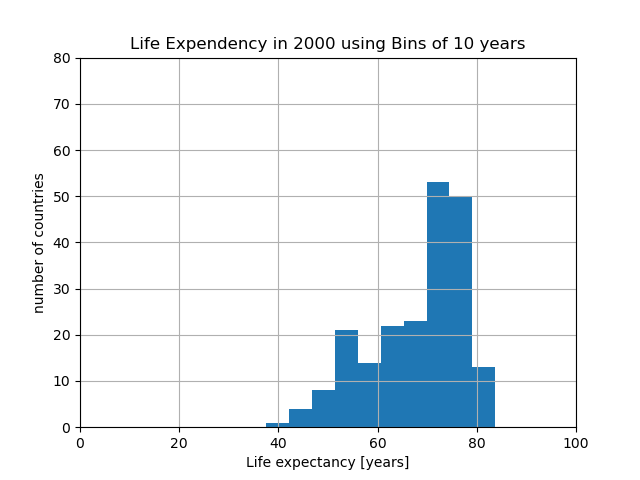 Life Expendency in 2000 using Bins of 10 years
80
70
60
50
40
30
20
10
0
number of countries
0 20 40 60 80 100
Life expectancy [years]